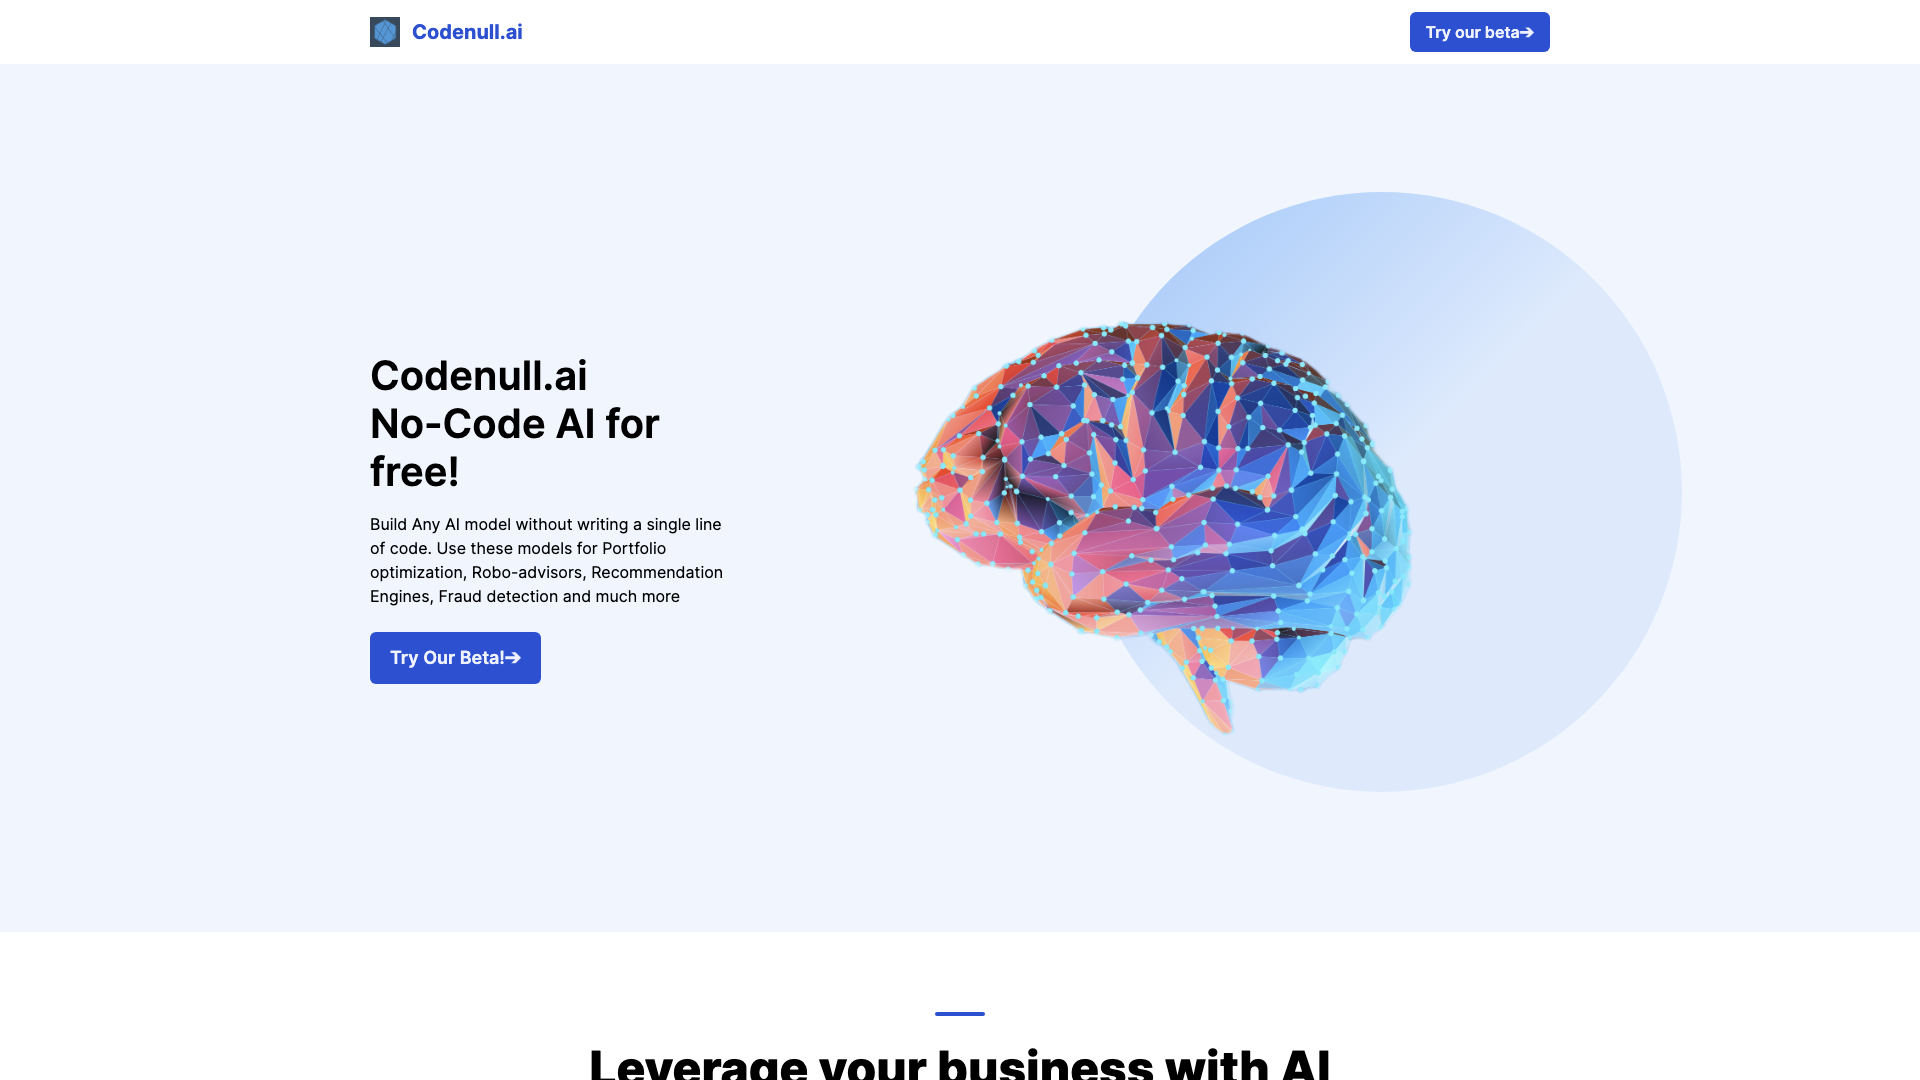 Codenull.ai
Try our beta➔
Codenull.ai
No-Code AI for
free!
Build Any AI model without writing a single line
of code. Use these models for Portfolio
optimization, Robo-advisors, Recommendation
Engines, Fraud detection and much more
Try Our Beta!➔
Leverage your business with AI